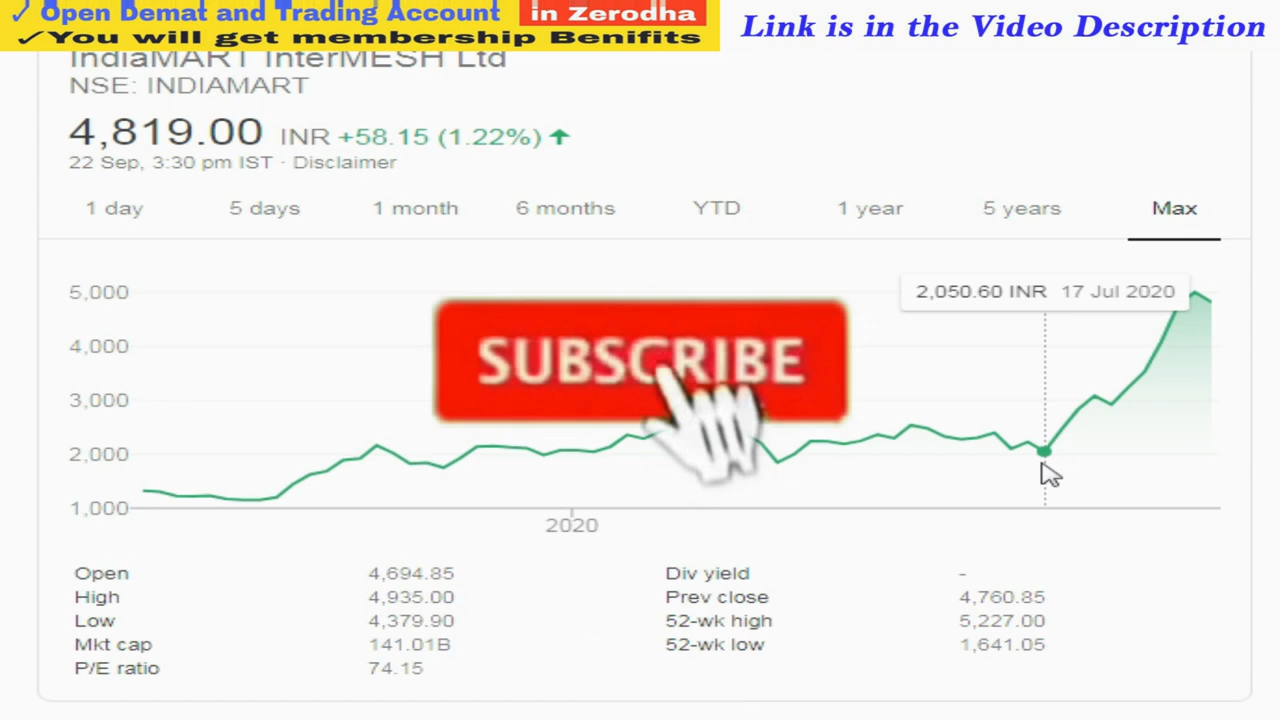 ✓ Open Demat and Trading Account in Zerodha
✓You will get membership Benifits
Link is in the Video Description
IndiaMART InterMESH Ltd
NSE: INDIAMART
4,819.00 INR +58.15 (1.22%) ↑
22 Sep, 3:30 pm IST · Disclaimer
1 day 5 days 1 month 6 months YTD 1 year 5 years Max
2,050.60 INR 17 Jul 2020
5,000
4,000
3,000
2,000
1,000
SUBSCRIBE
2020
Open 4,694.85 Div yield -
High 4,935.00 Prev close 4,760.85
Low 4,379.90 52-wk high 5,227.00
Mkt cap 141.01B 52-wk low 1,641.05
P/E ratio 74.15